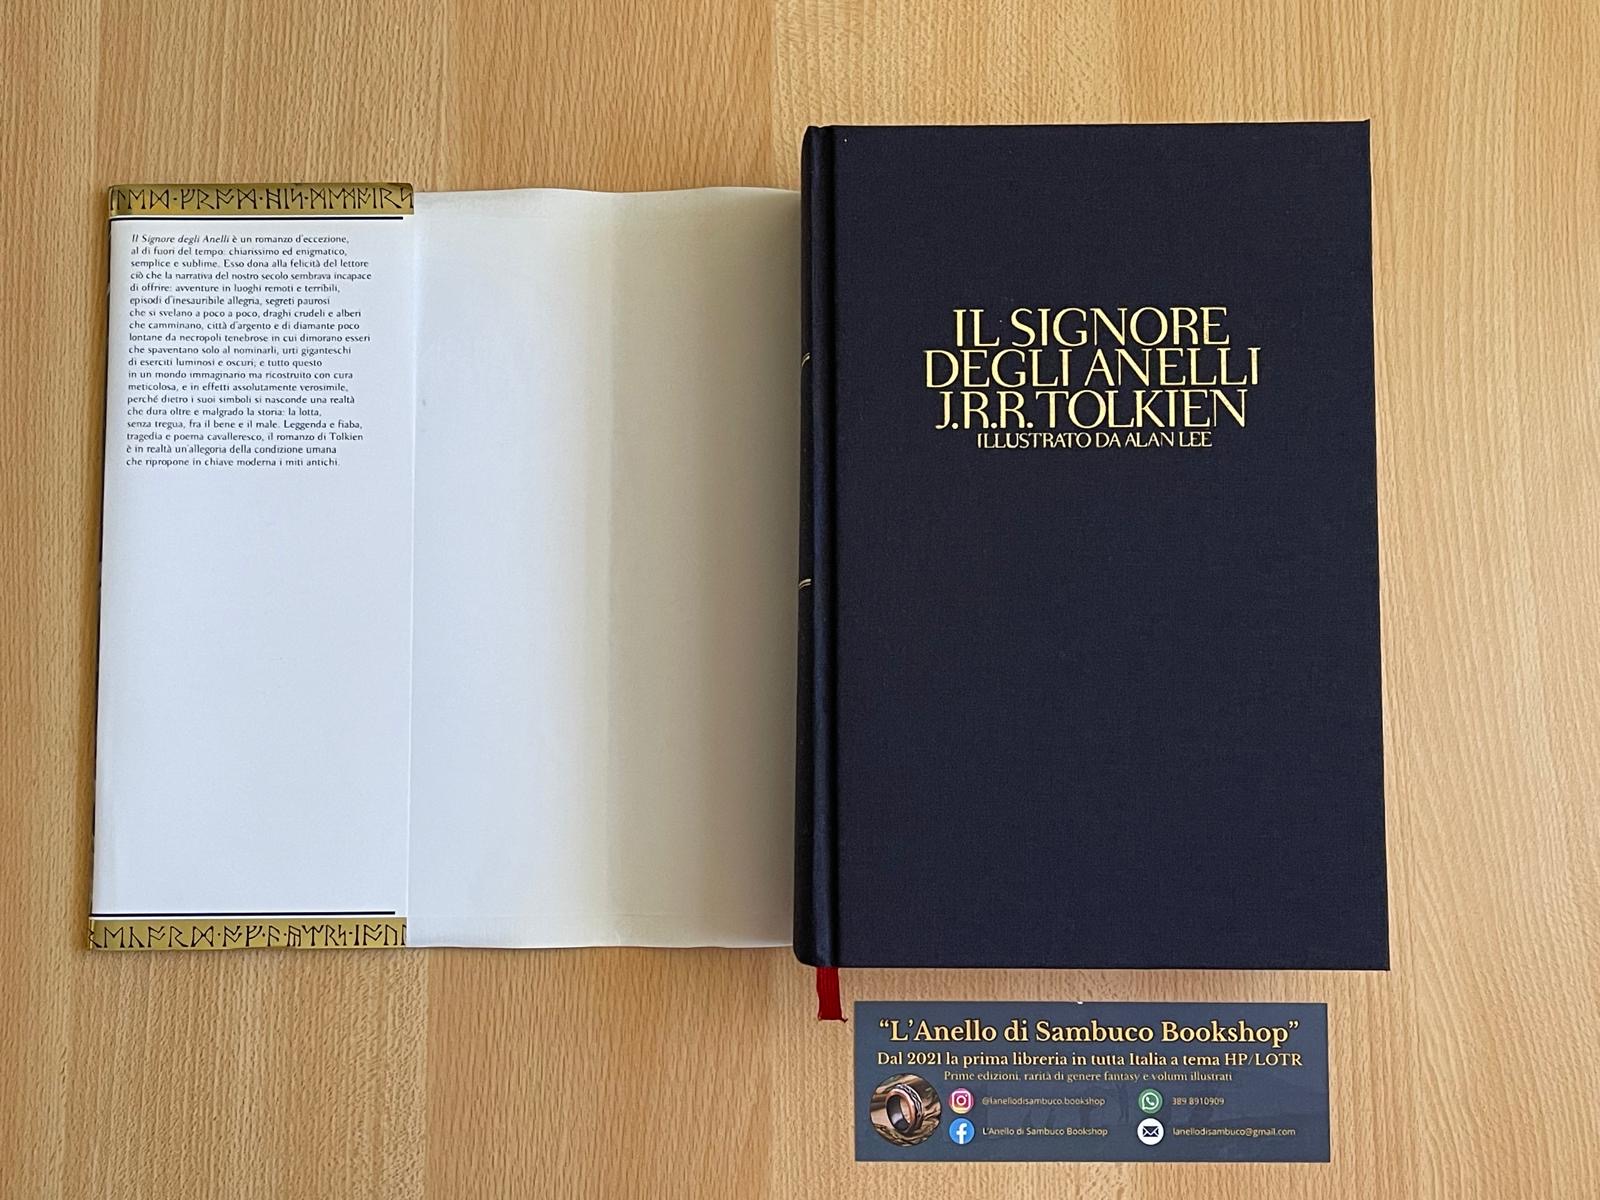 Il Signore degli Anelli è un romanzo d'eccezione,
al di fuori del tempo: chiarissimo ed enigmatico,
semplice e sublime. Esso dona alla felicità del lettore
ciò che la narrativa del nostro secolo sembrava incapace
di offrire: avventure in luoghi remoti e terribili,
episodi d'inesauribile allegria, segreti paurosi
che si svelano a poco a poco, draghi crudeli e alberi
che camminano, città d'argento e di diamante poco
lontane da necropoli tenebrose in cui dimorano esseri
che spaventano solo al nominarli, urti giganteschi
di eserciti luminosi e oscuri; e tutto questo
in un mondo immaginario ma ricostruito con cura
meticolosa, e in effetti assolutamente verosimile,
perché dietro i suoi simboli si nasconde una realtà
che dura oltre e malgrado la storia: la lotta,
senza tregua, fra il bene e il male. Leggenda e fiaba,
tragedia e poema cavalleresco, il romanzo di Tolkien
è in realtà un'allegoria della condizione umana
che ripropone in chiave moderna i miti antichi.
IL SIGNORE
DEGLI ANELLI
J.R.R. TOLKIEN
ILLUSTRATO DA ALAN LEE
“L’Anello di Sambuco Bookshop”
Dal 2021 la prima libreria in tutta Italia a tema HP/LOTR
Prime edizioni, rarità di genere fantasy e volumi illustrati
@lanellodisambuco.bookshop
389 8910909
L'Anello di Sambuco Bookshop
lanellodisambuco@gmail.com